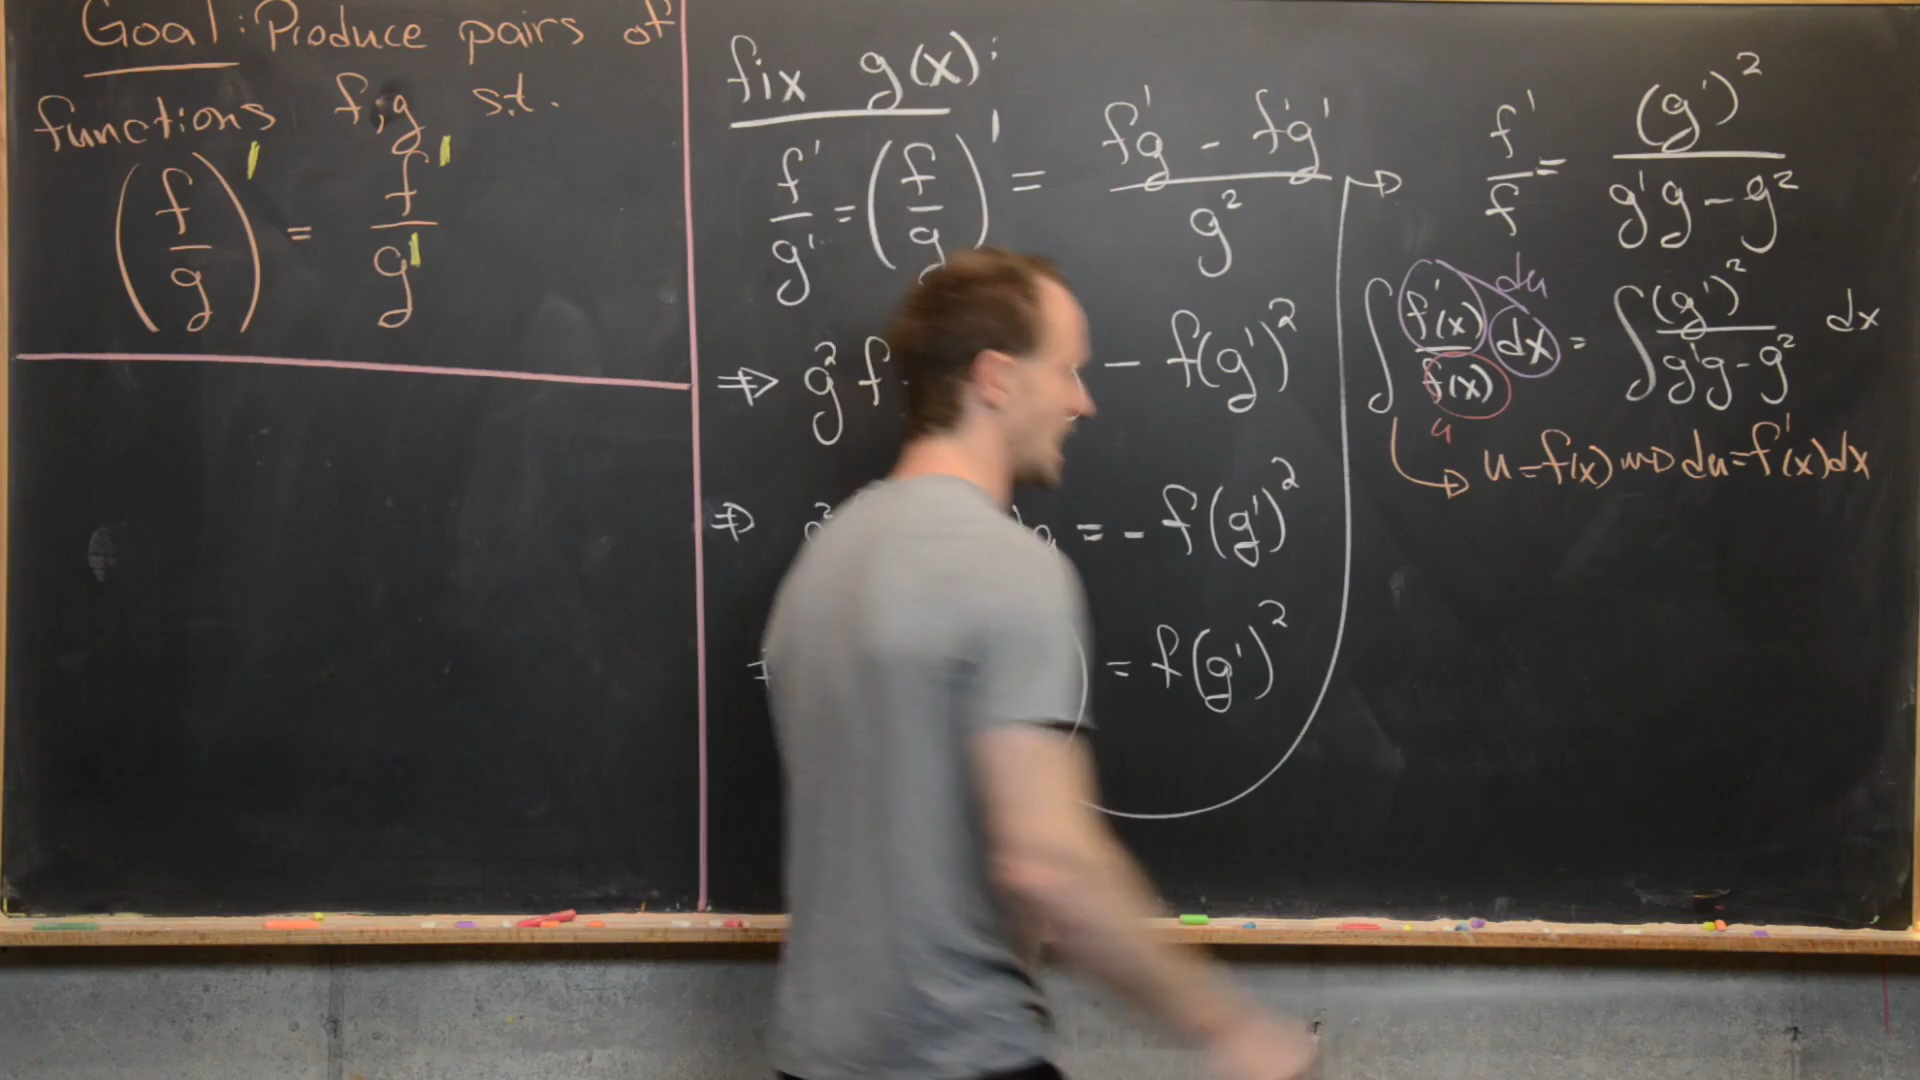 Goal: Produce pairs of
functions f,g s.t.
(f/g)' = f'/g'
fix g(x):
f'/g' = (f/g)' = (f'g - fg')/g²
⇒ g² f - f(g')²
⇒ = - f(g')²
= f(g')²
→ f'/f = (g')²/(g'g - g²)
∫ f'(x)/f(x) dx = ∫ (g')²/(g'g - g²) dx
du
u
↳ u = f(x) ⇝ du = f'(x)dx